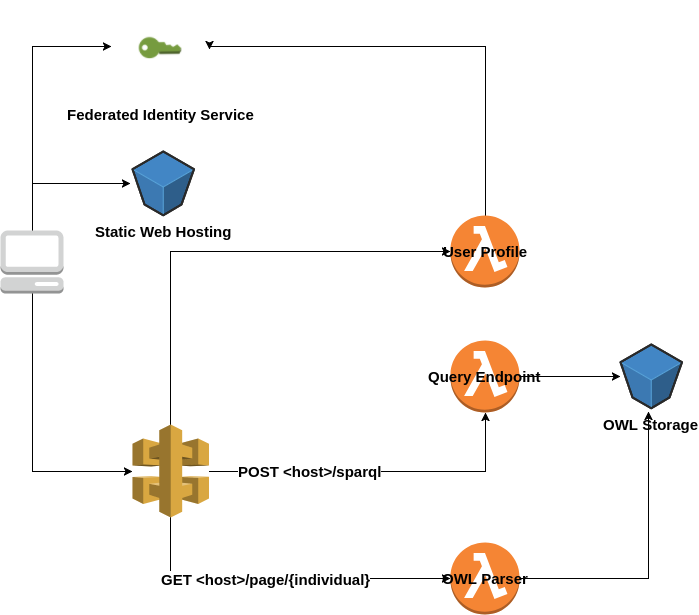 Federated Identity Service
Static Web Hosting
User Profile
Query Endpoint
OWL Storage
POST <host>/sparql
GET <host>/page/{individual}
OWL Parser